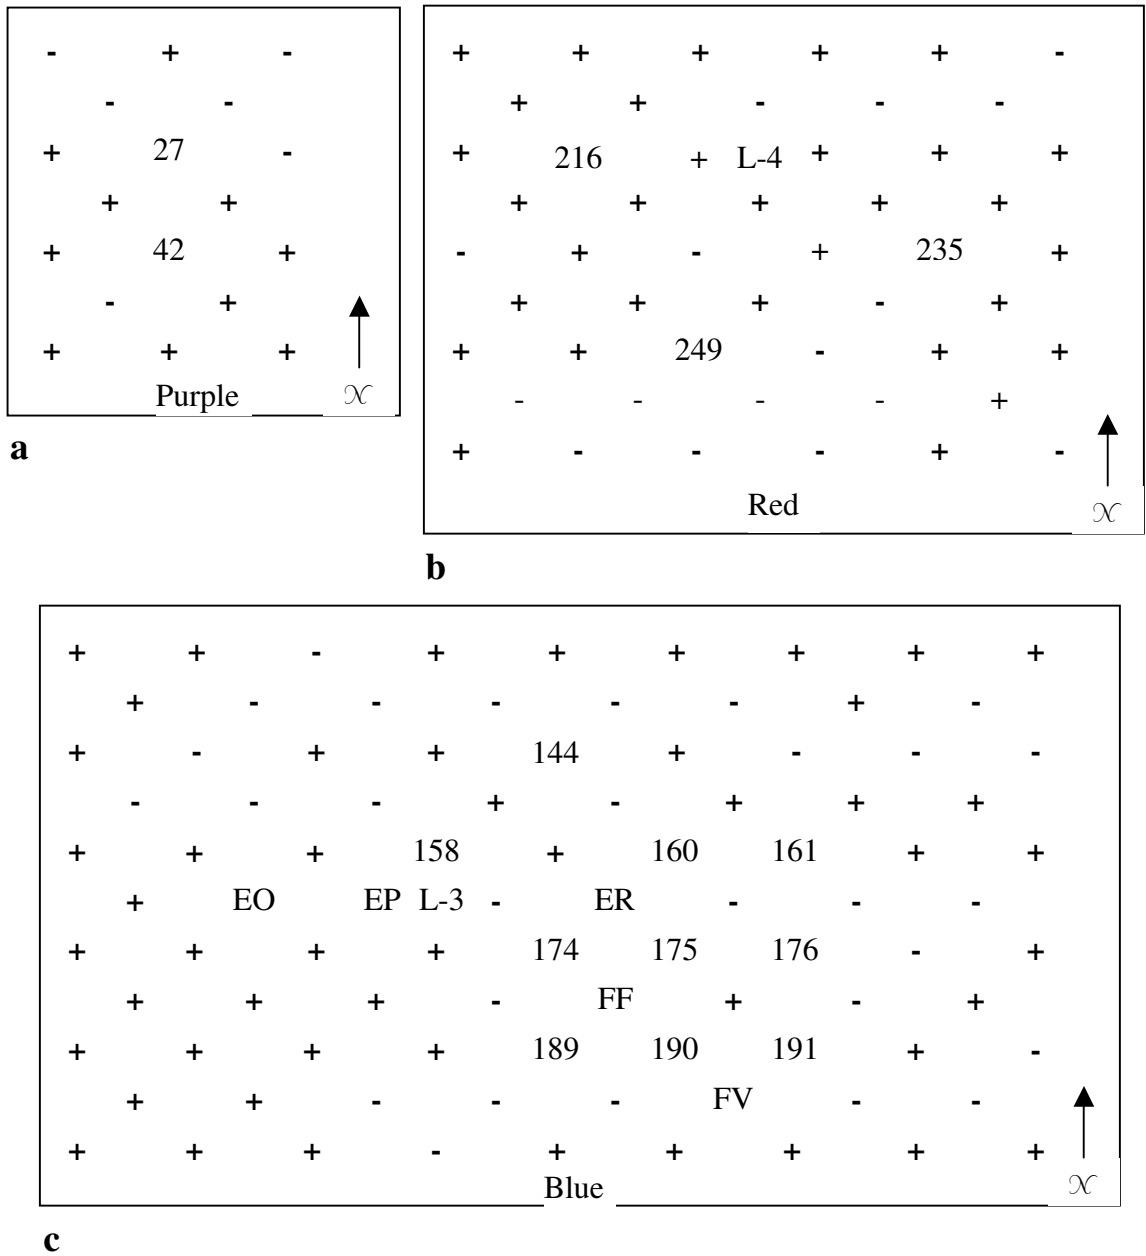 - + -
- -
+ 27 -
+ +
+ 42 +
- +
+ + +
Purple
N
a
+ + + + + -
+ + - - -
+ 216 + L-4 + + +
+ + + + +
- + - + 235 +
+ + + - +
+ + 249 - + +
- - - - +
+ - - - + -
Red
N
b
+ + - + + + + + +
+ - - - - - + -
+ - + + 144 + - - -
- - - + - + + +
+ + + 158 + 160 161 + +
+ EO EP L-3 - ER - - -
+ + + + 174 175 176 - +
+ + + - FF + - +
+ + + + 189 190 191 + -
+ + - - - FV - -
+ + + - + + + + +
Blue
N
c